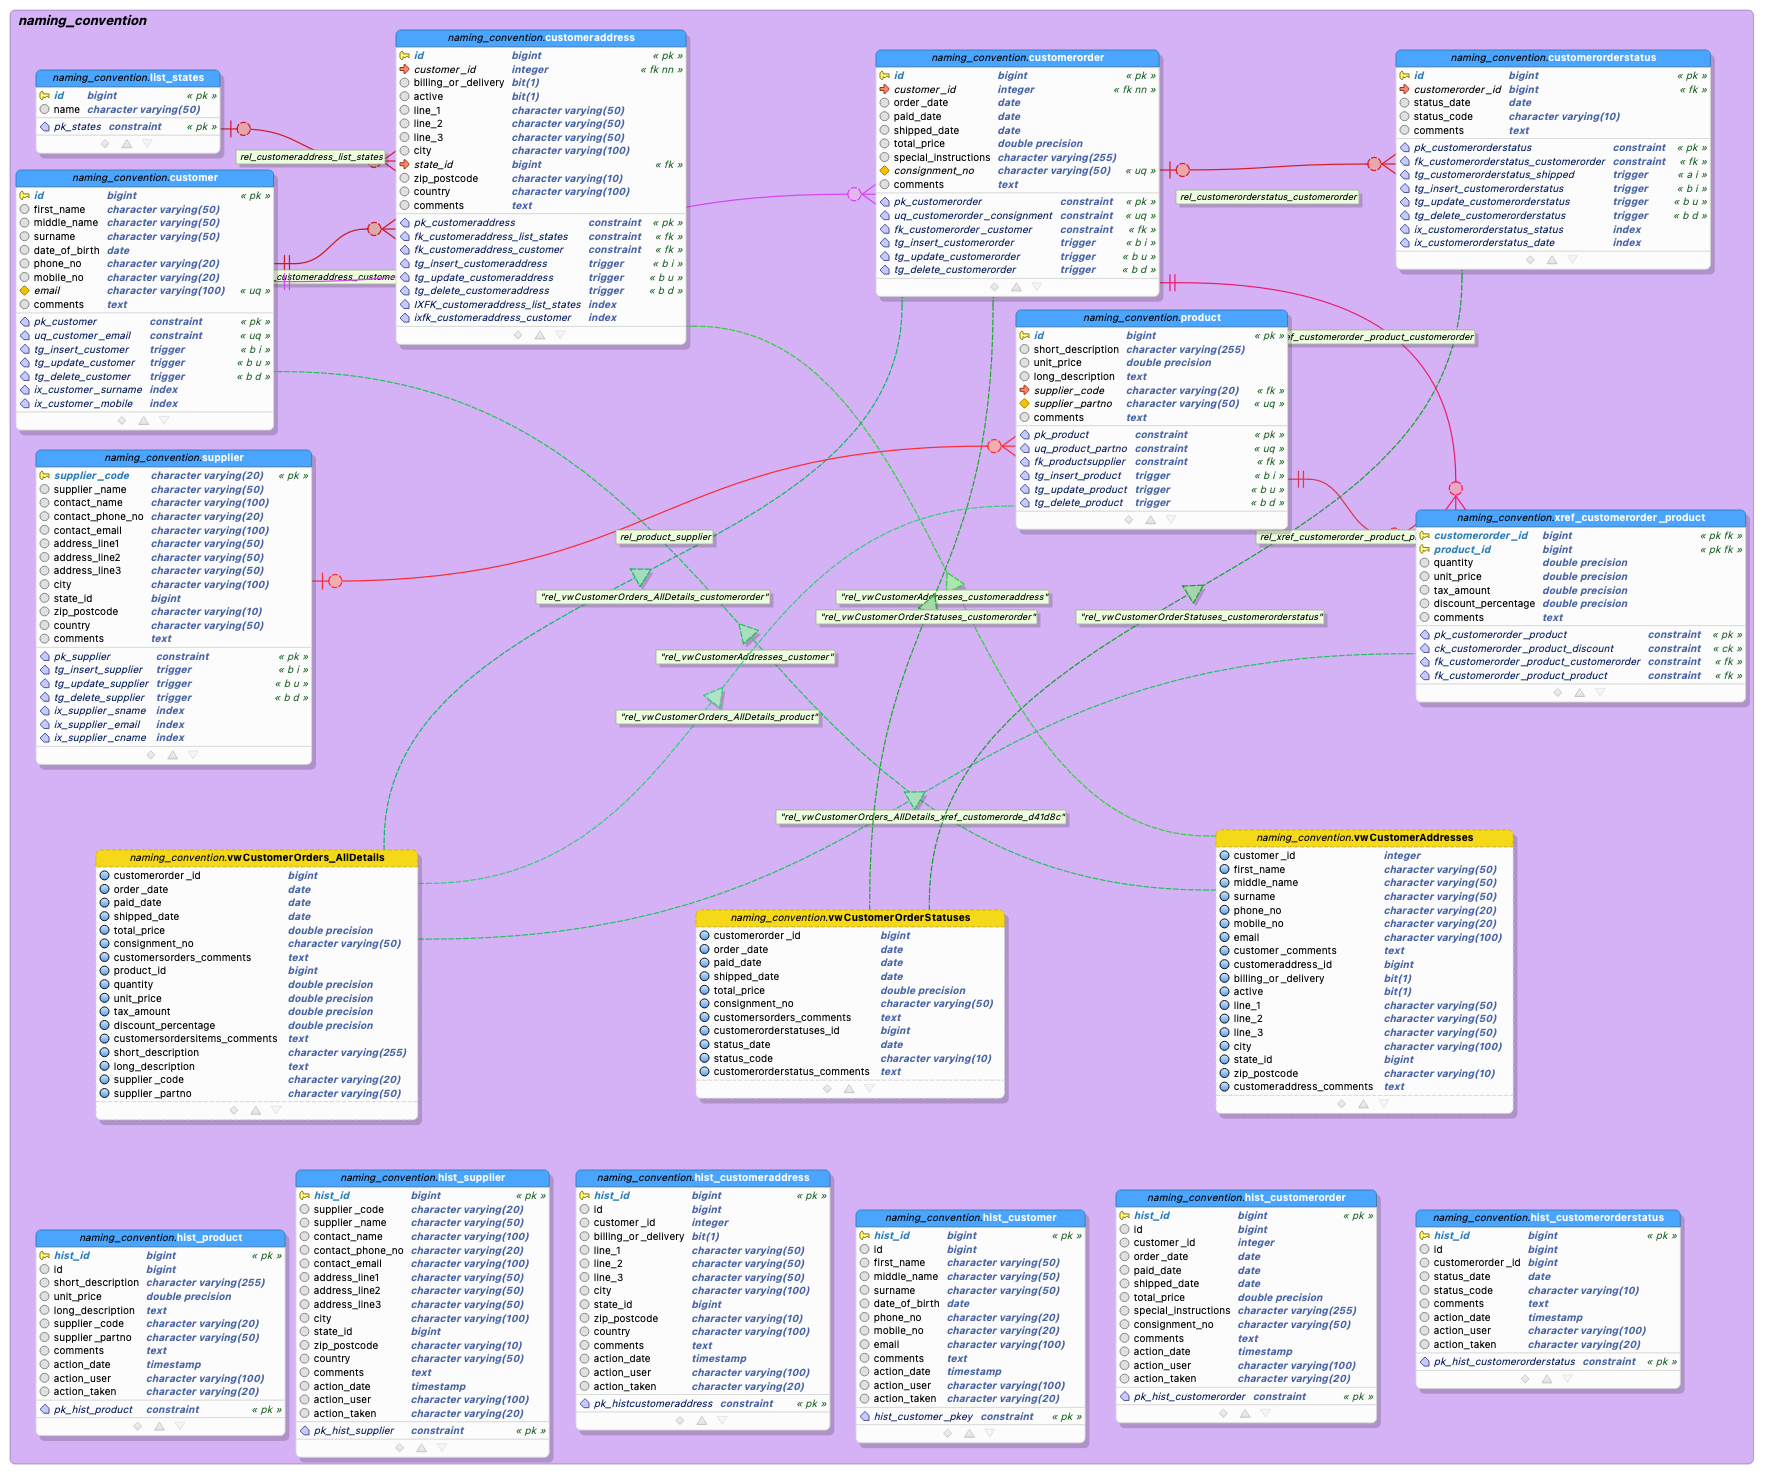 naming_convention
naming_convention.list_states
id bigint « pk »
name character varying(50)
pk_states constraint « pk »
naming_convention.customeraddress
id bigint « pk »
customer_id integer « fk nn »
billing_or_delivery bit(1)
active bit(1)
line_1 character varying(50)
line_2 character varying(50)
line_3 character varying(50)
city character varying(100)
state_id bigint « fk »
zip_postcode character varying(10)
country character varying(100)
comments text
pk_customeraddress constraint « pk »
fk_customeraddress_list_states constraint « fk »
fk_customeraddress_customer constraint « fk »
tg_insert_customeraddress trigger « b i »
tg_update_customeraddress trigger « b u »
tg_delete_customeraddress trigger « b d »
IXFK_customeraddress_list_states index
ixfk_customeraddress_customer index
naming_convention.customerorder
id bigint « pk »
customer_id integer « fk nn »
order_date date
paid_date date
shipped_date date
total_price double precision
special_instructions character varying(255)
consignment_no character varying(50) « uq »
comments text
pk_customerorder constraint « pk »
uq_customerorder_consignment constraint « uq »
fk_customerorder_customer constraint « fk »
tg_insert_customerorder trigger « b i »
tg_update_customerorder trigger « b u »
tg_delete_customerorder trigger « b d »
naming_convention.customerorderstatus
id bigint « pk »
customerorder_id bigint « fk »
status_date date
status_code character varying(10)
comments text
pk_customerorderstatus constraint « pk »
fk_customerorderstatus_customerorder constraint « fk »
tg_customerorderstatus_shipped trigger « a i »
tg_insert_customerorderstatus trigger « b i »
tg_update_customerorderstatus trigger « b u »
tg_delete_customerorderstatus trigger « b d »
ix_customerorderstatus_status index
ix_customerorderstatus_date index
rel_customeraddress_list_states
rel_customerorderstatus_customerorder
naming_convention.customer
id bigint « pk »
first_name character varying(50)
middle_name character varying(50)
surname character varying(50)
date_of_birth date
phone_no character varying(20)
mobile_no character varying(20)
email character varying(100) « uq »
comments text
pk_customer constraint « pk »
uq_customer_email constraint « uq »
tg_insert_customer trigger « b i »
tg_update_customer trigger « b u »
tg_delete_customer trigger « b d »
ix_customer_surname index
ix_customer_mobile index
_customeraddress_custome
naming_convention.product
id bigint « pk »
short_description character varying(255)
unit_price double precision
long_description text
supplier_code character varying(20) « fk »
supplier_partno character varying(50) « uq »
comments text
pk_product constraint « pk »
uq_product_partno constraint « uq »
fk_productsupplier constraint « fk »
tg_insert_product trigger « b i »
tg_update_product trigger « b u »
tg_delete_product trigger « b d »
ef_customerorder_product_customerorder
naming_convention.supplier
supplier_code character varying(20) « pk »
supplier_name character varying(50)
contact_name character varying(100)
contact_phone_no character varying(20)
contact_email character varying(100)
address_line1 character varying(50)
address_line2 character varying(50)
address_line3 character varying(50)
city character varying(100)
state_id bigint
zip_postcode character varying(10)
country character varying(50)
comments text
pk_supplier constraint « pk »
tg_insert_supplier trigger « b i »
tg_update_supplier trigger « b u »
tg_delete_supplier trigger « b d »
ix_supplier_sname index
ix_supplier_email index
ix_supplier_cname index
rel_product_supplier
rel_xref_customerorder_product_p
naming_convention.xref_customerorder_product
customerorder_id bigint « pk fk »
product_id bigint « pk fk »
quantity double precision
unit_price double precision
tax_amount double precision
discount_percentage double precision
comments text
pk_customerorder_product constraint « pk »
ck_customerorder_product_discount constraint « ck »
fk_customerorder_product_customerorder constraint « fk »
fk_customerorder_product_product constraint « fk »
"rel_vwCustomerOrders_AllDetails_customerorder"
"rel_vwCustomerAddresses_customeraddress"
"rel_vwCustomerOrderStatuses_customerorder"
"rel_vwCustomerOrderStatuses_customerorderstatus"
"rel_vwCustomerAddresses_customer"
"rel_vwCustomerOrders_AllDetails_product"
"rel_vwCustomerOrders_AllDetails_xref_customerorde_d41d8c"
naming_convention.vwCustomerOrders_AllDetails
customerorder_id bigint
order_date date
paid_date date
shipped_date date
total_price double precision
consignment_no character varying(50)
customersorders_comments text
product_id bigint
quantity double precision
unit_price double precision
tax_amount double precision
discount_percentage double precision
customersordersitems_comments text
short_description character varying(255)
long_description text
supplier_code character varying(20)
supplier_partno character varying(50)
naming_convention.vwCustomerOrderStatuses
customerorder_id bigint
order_date date
paid_date date
shipped_date date
total_price double precision
consignment_no character varying(50)
customersorders_comments text
customerorderstatuses_id bigint
status_date date
status_code character varying(10)
customerorderstatus_comments text
naming_convention.vwCustomerAddresses
customer_id integer
first_name character varying(50)
middle_name character varying(50)
surname character varying(50)
phone_no character varying(20)
mobile_no character varying(20)
email character varying(100)
customer_comments text
customeraddress_id bigint
billing_or_delivery bit(1)
active bit(1)
line_1 character varying(50)
line_2 character varying(50)
line_3 character varying(50)
city character varying(100)
state_id bigint
zip_postcode character varying(10)
customeraddress_comments text
naming_convention.hist_product
hist_id bigint « pk »
id bigint
short_description character varying(255)
unit_price double precision
long_description text
supplier_code character varying(20)
supplier_partno character varying(50)
comments text
action_date timestamp
action_user character varying(100)
action_taken character varying(20)
pk_hist_product constraint « pk »
naming_convention.hist_supplier
hist_id bigint « pk »
supplier_code character varying(20)
supplier_name character varying(50)
contact_name character varying(100)
contact_phone_no character varying(20)
contact_email character varying(100)
address_line1 character varying(50)
address_line2 character varying(50)
address_line3 character varying(50)
city character varying(100)
state_id bigint
zip_postcode character varying(10)
country character varying(50)
comments text
action_date timestamp
action_user character varying(100)
action_taken character varying(20)
pk_hist_supplier constraint « pk »
naming_convention.hist_customeraddress
hist_id bigint « pk »
id bigint
customer_id integer
billing_or_delivery bit(1)
line_1 character varying(50)
line_2 character varying(50)
line_3 character varying(50)
city character varying(100)
state_id bigint
zip_postcode character varying(10)
country character varying(100)
comments text
action_date timestamp
action_user character varying(100)
action_taken character varying(20)
pk_histcustomeraddress constraint « pk »
naming_convention.hist_customer
hist_id bigint « pk »
id bigint
first_name character varying(50)
middle_name character varying(50)
surname character varying(50)
date_of_birth date
phone_no character varying(20)
mobile_no character varying(20)
email character varying(100)
comments text
action_date timestamp
action_user character varying(100)
action_taken character varying(20)
hist_customer_pkey constraint « pk »
naming_convention.hist_customerorder
hist_id bigint « pk »
id bigint
customer_id integer
order_date date
paid_date date
shipped_date date
total_price double precision
special_instructions character varying(255)
consignment_no character varying(50)
comments text
action_date timestamp
action_user character varying(100)
action_taken character varying(20)
pk_hist_customerorder constraint « pk »
naming_convention.hist_customerorderstatus
hist_id bigint « pk »
id bigint
customerorder_id bigint
status_date date
status_code character varying(10)
comments text
action_date timestamp
action_user character varying(100)
action_taken character varying(20)
pk_hist_customerorderstatus constraint « pk »